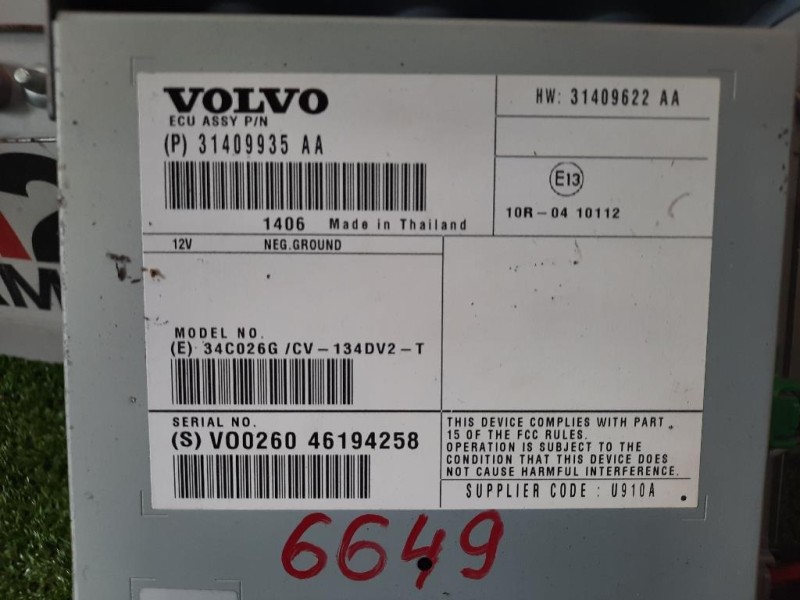 VOLVO
ECU ASSY P/N
(P) 31409935 AA
1406 Made in Thailand
HW: 31409622 AA
E13
10R-04 10112
12V NEG.GROUND
MODEL NO.
(E) 34C026G /CV-134DV2-T
SERIAL NO.
(S) VO0260 46194258
THIS DEVICE COMPLIES WITH PART
15 OF THE FCC RULES.
OPERATION IS SUBJECT TO THE
CONDITION THAT THIS DEVICE DOES
NOT CAUSE HARMFUL INTERFERENCE.
SUPPLIER CODE : U910A
6649